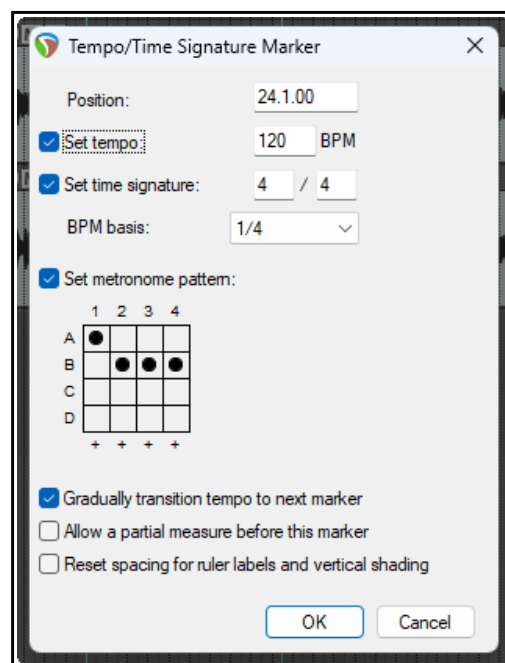 Tempo/Time Signature Marker
Position: 24.1.00
Set tempo: 120 BPM
Set time signature: 4 / 4
BPM basis: 1/4
Set metronome pattern:
1 2 3 4
A
B
C
D
+ + + +
Gradually transition tempo to next marker
Allow a partial measure before this marker
Reset spacing for ruler labels and vertical shading
OK Cancel